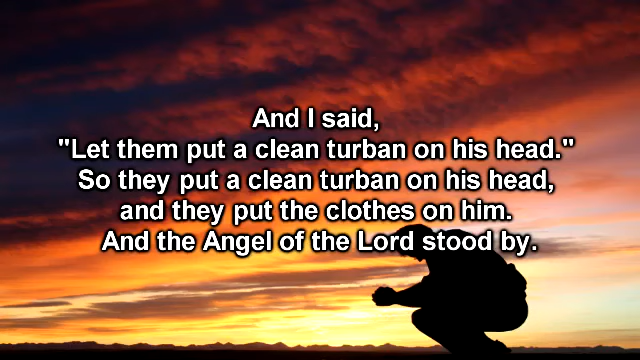 And I said,
"Let them put a clean turban on his head."
So they put a clean turban on his head,
and they put the clothes on him.
And the Angel of the Lord stood by.